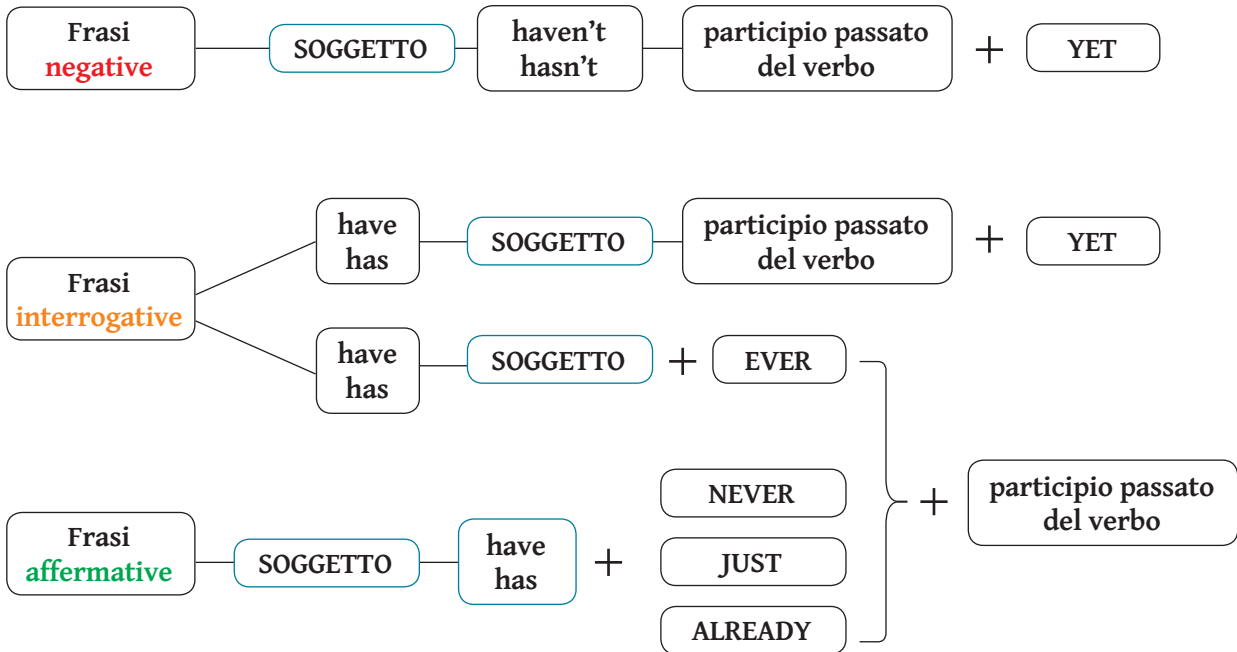 Frasi
negative
SOGGETTO
haven't
hasn't
participio passato
del verbo
+
YET
Frasi
interrogative
have
has
SOGGETTO
participio passato
del verbo
+
YET
have
has
SOGGETTO
+
EVER
Frasi
affermative
SOGGETTO
have
has
+
NEVER
JUST
ALREADY
+
participio passato
del verbo